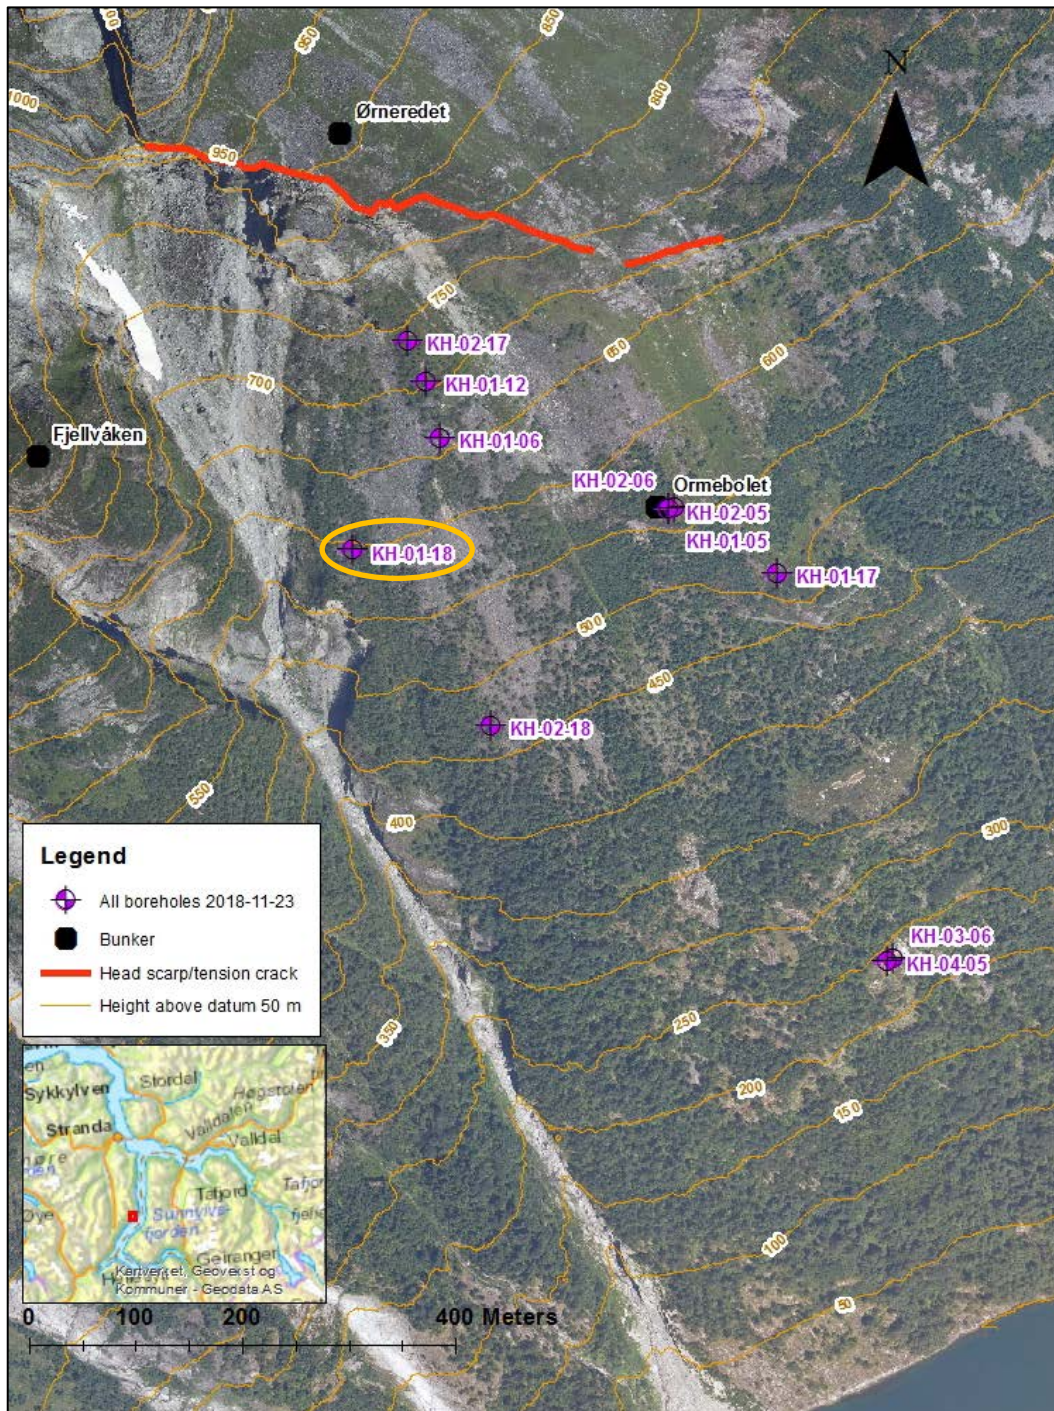 N
950
850
Ørneredet
1000
800
950
750
KH-02-17
650
600
700
KH-01-12
Fjellvåken
KH-01-06
KH-02-06
Ormebolet
KH-02-05
KH-01-18
KH-01-05
KH-01-17
500
450
KH-02-18
550
400
300
Legend
All boreholes 2018-11-23
Bunker
Head scarp/tension crack
Height above datum 50 m
KH-03-06
KH-04-05
350
250
200
150
100
50
Sykkylven
Stordal
Høgstolen
Valldalen
Stranda
Valldal
Tafjord
Sunnylvs-
fjorden
Geiranger
Kartverket, Geovekst og
Kommuner - Geodata AS
0 100 200 400 Meters